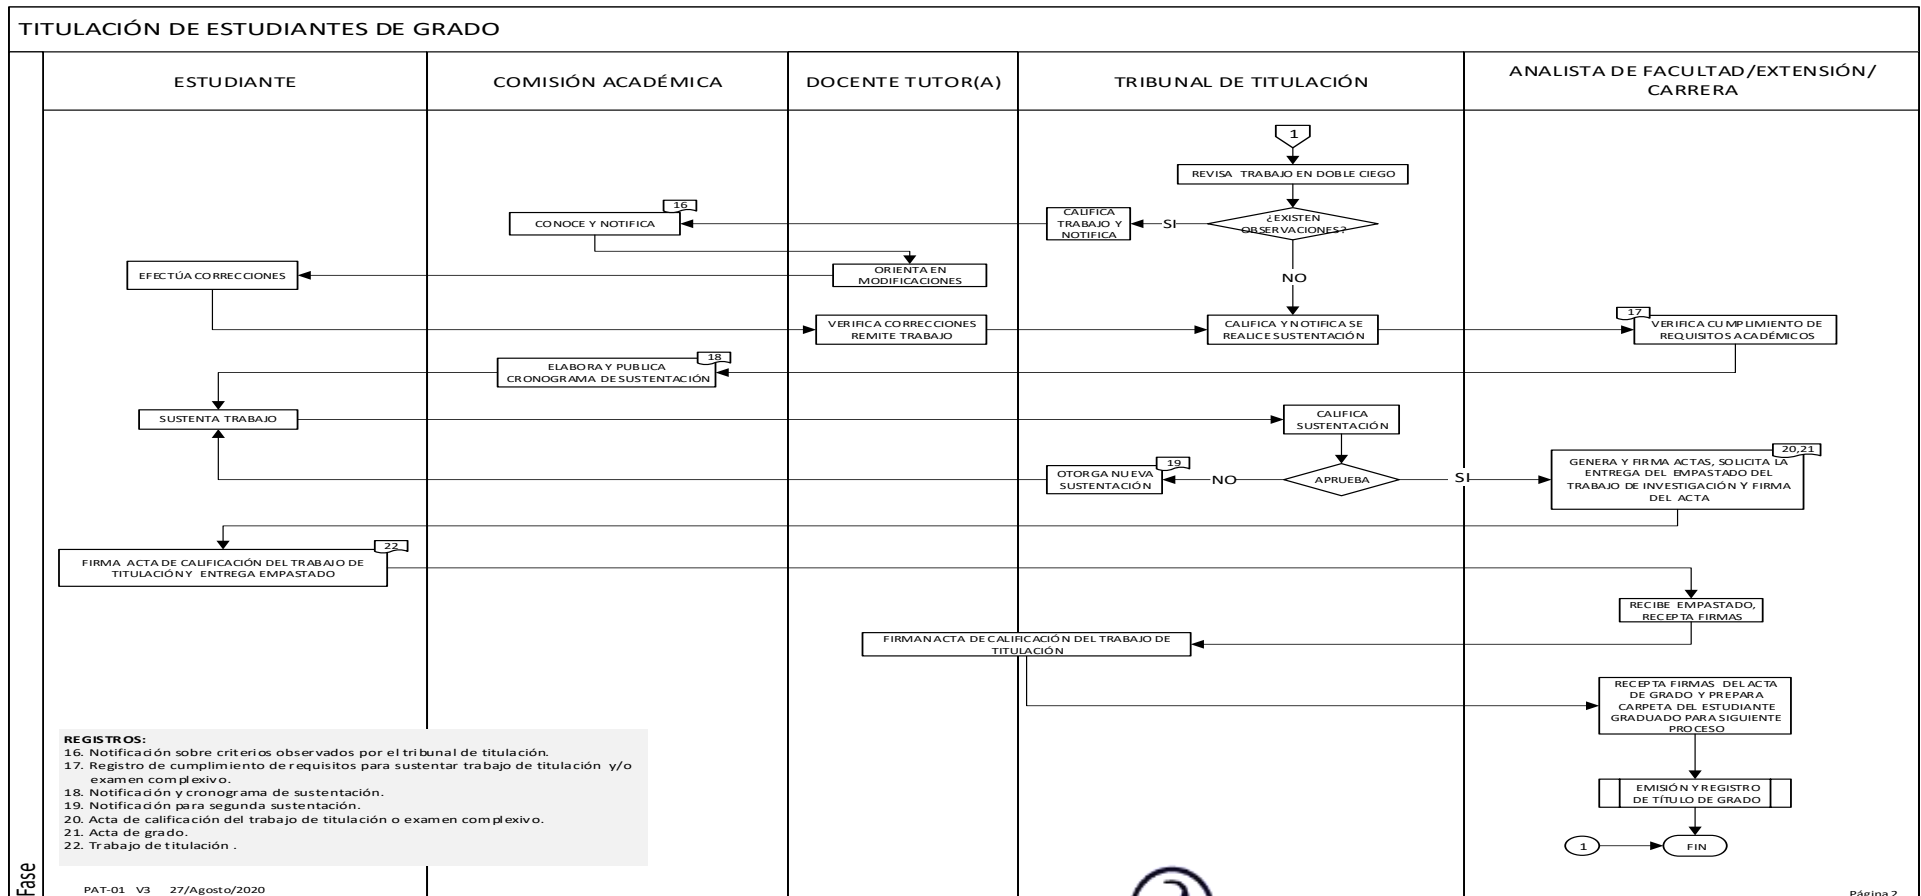 TITULACIÓN DE ESTUDIANTES DE GRADO
ESTUDIANTE
COMISIÓN ACADÉMICA
DOCENTE TUTOR(A)
TRIBUNAL DE TITULACIÓN
ANALISTA DE FACULTAD/EXTENSIÓN/
CARRERA
1
REVISA TRABAJO EN DOBLE CIEGO
¿EXISTEN
OBSERVACIONES?
SI
CALIFICA
TRABAJO Y
NOTIFICA
16
CONOCE Y NOTIFICA
ORIENTA EN
MODIFICACIONES
EFECTÚA CORRECCIONES
NO
VERIFICA CORRECCIONES
REMITE TRABAJO
CALIFICA Y NOTIFICA SE
REALICE SUSTENTACIÓN
17
VERIFICA CUMPLIMIENTO DE
REQUISITOS ACADÉMICOS
18
ELABORA Y PUBLICA
CRONOGRAMA DE SUSTENTACIÓN
SUSTENTA TRABAJO
CALIFICA
SUSTENTACIÓN
APRUEBA
NO
19
OTORGA NUEVA
SUSTENTACIÓN
SI
20,21
GENERA Y FIRMA ACTAS, SOLICITA LA
ENTREGA DEL EMPASTADO DEL
TRABAJO DE INVESTIGACIÓN Y FIRMA
DEL ACTA
22
FIRMA ACTA DE CALIFICACIÓN DEL TRABAJO DE
TITULACIÓN Y ENTREGA EMPASTADO
RECIBE EMPASTADO,
RECEPTA FIRMAS
FIRMAN ACTA DE CALIFICACIÓN DEL TRABAJO DE
TITULACIÓN
RECEPTA FIRMAS DEL ACTA
DE GRADO Y PREPARA
CARPETA DEL ESTUDIANTE
GRADUADO PARA SIGUIENTE
PROCESO
EMISIÓN Y REGISTRO
DE TÍTULO DE GRADO
1
FIN
REGISTROS:
16. Notificación sobre criterios observados por el tribunal de titulación.
17. Registro de cumplimiento de requisitos para sustentar trabajo de titulación y/o
examen complexivo.
18. Notificación y cronograma de sustentación.
19. Notificación para segunda sustentación.
20. Acta de calificación del trabajo de titulación o examen complexivo.
21. Acta de grado.
22. Trabajo de titulación .
Fase
PAT-01 V3 27/Agosto/2020
Página 2